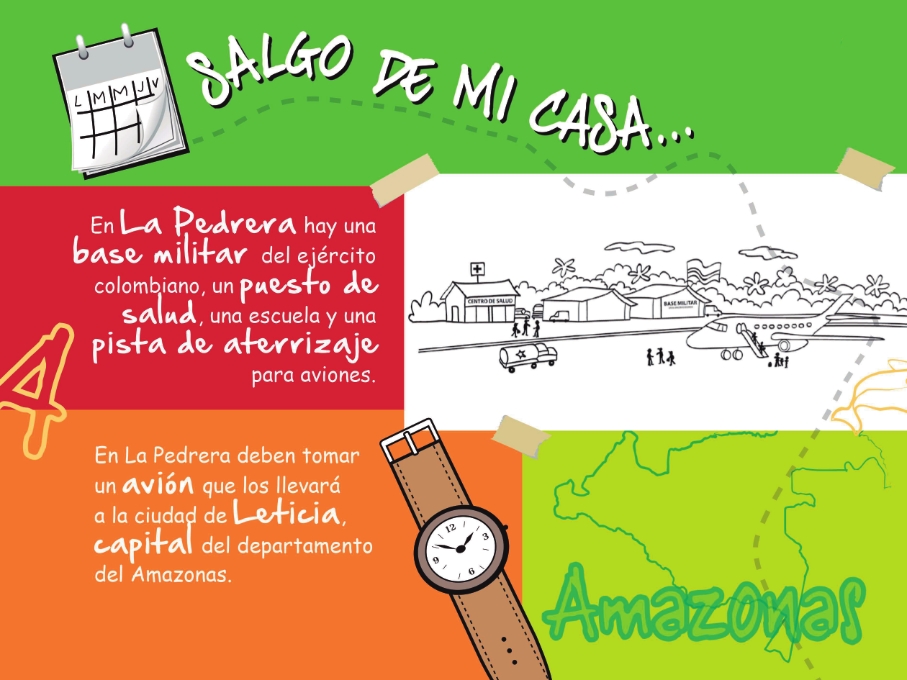 SALGO DE MI CASA...
L M M J V
En La Pedrera hay una
base militar del ejército
colombiano, un puesto de
salud, una escuela y una
pista de aterrizaje
para aviones.
CENTRO DE SALUD
BASE MILITAR
A
En La Pedrera deben tomar
un avión que los llevará
a la ciudad de Leticia,
capital del departamento
del Amazonas.
12
3
6
9
Amazonas